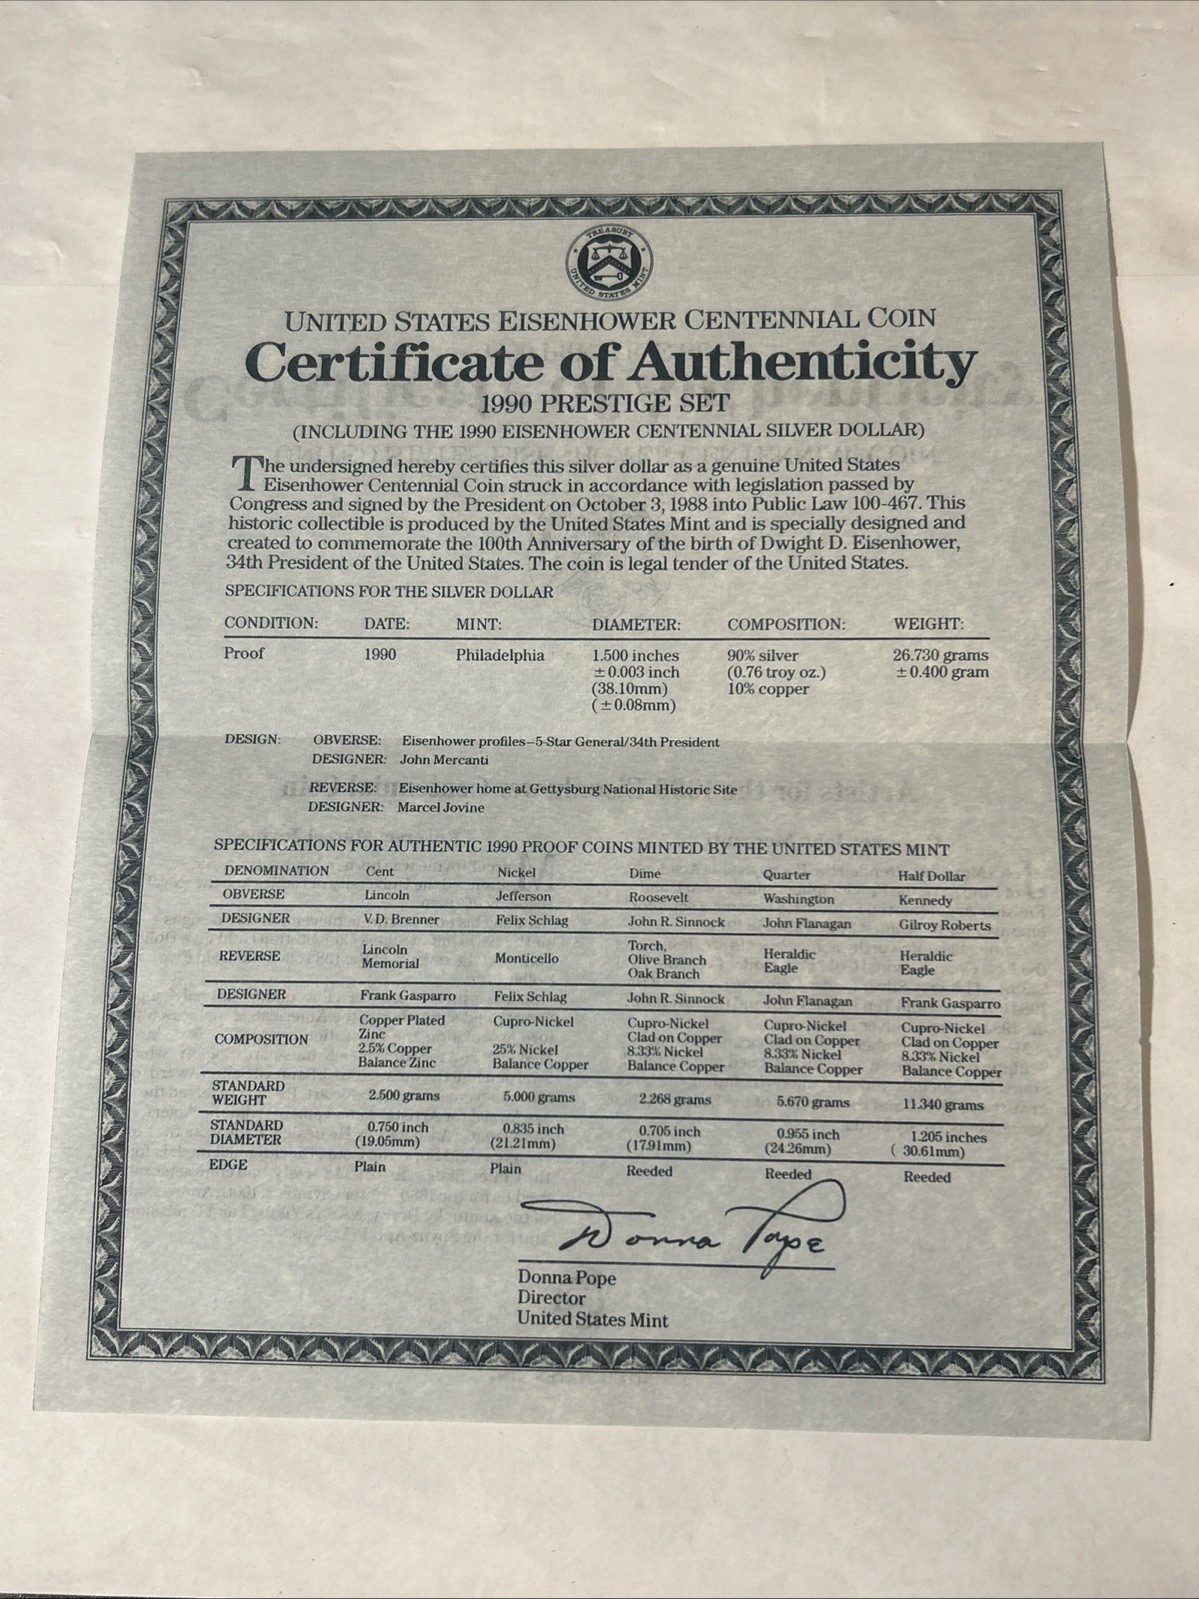 TREASURY
UNITED STATES MINT
UNITED STATES EISENHOWER CENTENNIAL COIN
Certificate of Authenticity
1990 PRESTIGE SET
(INCLUDING THE 1990 EISENHOWER CENTENNIAL SILVER DOLLAR)
The undersigned hereby certifies this silver dollar as a genuine United States
Eisenhower Centennial Coin struck in accordance with legislation passed by
Congress and signed by the President on October 3, 1988 into Public Law 100-467. This
historic collectible is produced by the United States Mint and is specially designed and
created to commemorate the 100th Anniversary of the birth of Dwight D. Eisenhower,
34th President of the United States. The coin is legal tender of the United States.
SPECIFICATIONS FOR THE SILVER DOLLAR
CONDITION: DATE: MINT: DIAMETER: COMPOSITION: WEIGHT:
Proof 1990 Philadelphia 1.500 inches 90% silver 26.730 grams
±0.003 inch (0.76 troy oz.) ±0.400 gram
(38.10mm) 10% copper
(±0.08mm)
DESIGN: OBVERSE: Eisenhower profiles–5-Star General/34th President
DESIGNER: John Mercanti
REVERSE: Eisenhower home at Gettysburg National Historic Site
DESIGNER: Marcel Jovine
SPECIFICATIONS FOR AUTHENTIC 1990 PROOF COINS MINTED BY THE UNITED STATES MINT
DENOMINATION Cent Nickel Dime Quarter Half Dollar
OBVERSE Lincoln Jefferson Roosevelt Washington Kennedy
DESIGNER V.D. Brenner Felix Schlag John R. Sinnock John Flanagan Gilroy Roberts
REVERSE Lincoln Memorial Monticello Torch, Olive Branch Oak Branch Heraldic Eagle Heraldic Eagle
DESIGNER Frank Gasparro Felix Schlag John R. Sinnock John Flanagan Frank Gasparro
COMPOSITION Copper Plated Zinc 2.5% Copper Balance Zinc Cupro-Nickel 25% Nickel Balance Copper Cupro-Nickel Clad on Copper 8.33% Nickel Balance Copper Cupro-Nickel Clad on Copper 8.33% Nickel Balance Copper Cupro-Nickel Clad on Copper 8.33% Nickel Balance Copper
STANDARD WEIGHT 2.500 grams 5.000 grams 2.268 grams 5.670 grams 11.340 grams
STANDARD DIAMETER 0.750 inch (19.05mm) 0.835 inch (21.21mm) 0.705 inch (17.91mm) 0.955 inch (24.26mm) 1.205 inches ( 30.61mm)
EDGE Plain Plain Reeded Reeded Reeded
Donna Pope
Donna Pope
Director
United States Mint